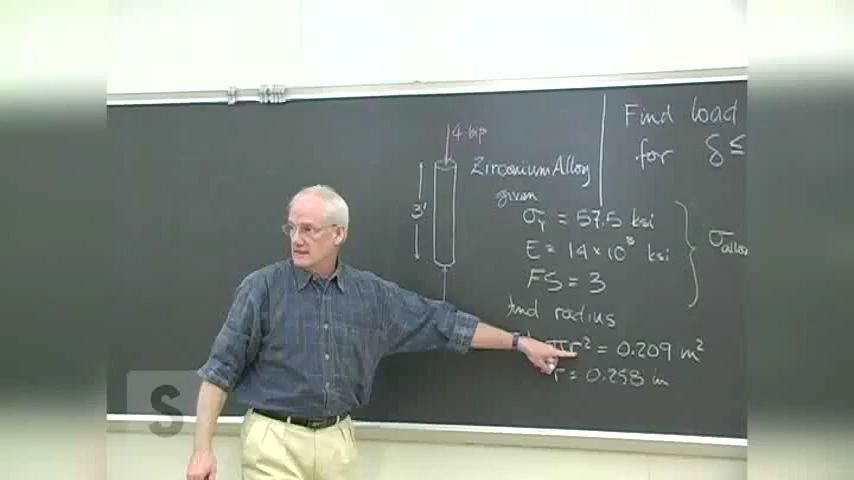 4 kip
3'
Zirconium Alloy
given
σY = 57.5 ksi
E = 14 × 10³ ksi
FS = 3
find radius
πr² = 0.209 in²
r = 0.258 in
Find load
for δ ≤
σallow
S